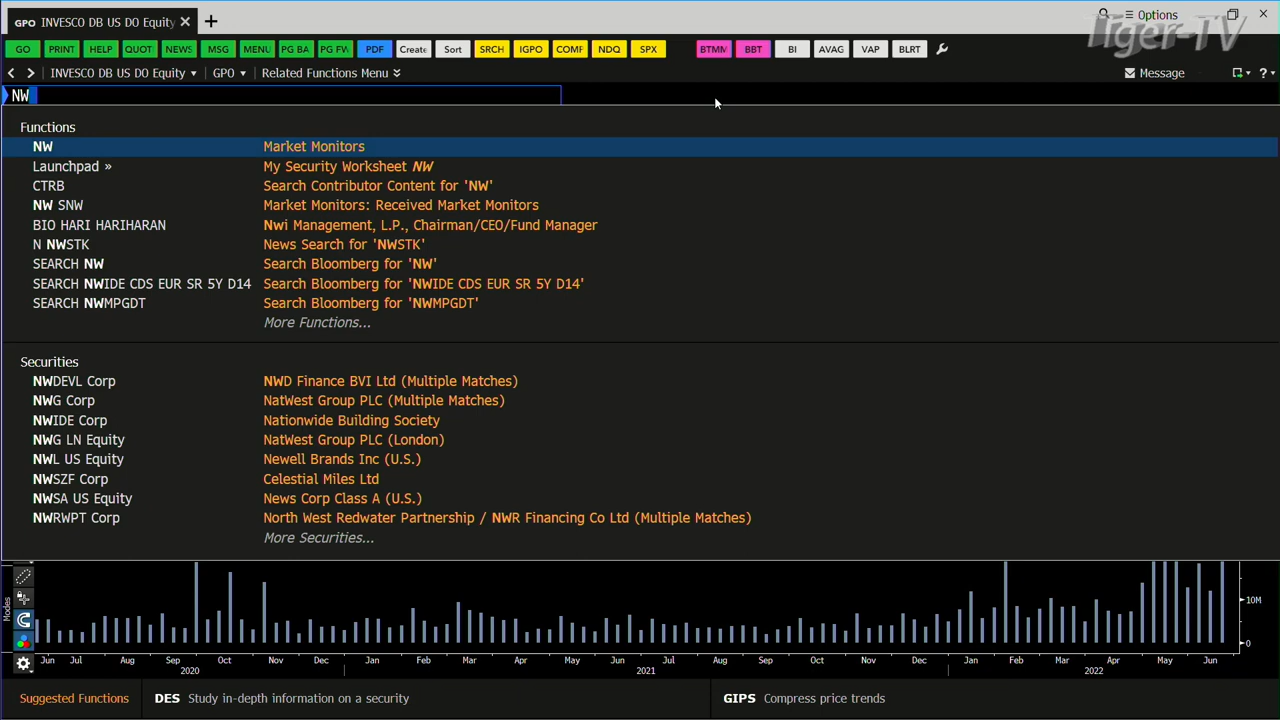 GPO INVESCO DB US DO Equity
Options
Tiger-TV
GO PRINT HELP QUOT NEWS MSG MENU PG BA PG FW PDF Create Sort SRCH IGPO COMF NDQ SPX BTMM BBT BI AVAG VAP BLRT
INVESCO DB US DO Equity GPO Related Functions Menu Message ?
NW
Functions
NW Market Monitors
Launchpad » My Security Worksheet NW
CTRB Search Contributor Content for 'NW'
NW SNW Market Monitors: Received Market Monitors
BIO HARI HARIHARAN Nwi Management, L.P., Chairman/CEO/Fund Manager
N NWSTK News Search for 'NWSTK'
SEARCH NW Search Bloomberg for 'NW'
SEARCH NWIDE CDS EUR SR 5Y D14 Search Bloomberg for 'NWIDE CDS EUR SR 5Y D14'
SEARCH NWMPGDT Search Bloomberg for 'NWMPGDT'
More Functions...
Securities
NWDEVL Corp NWD Finance BVI Ltd (Multiple Matches)
NWG Corp NatWest Group PLC (Multiple Matches)
NWIDE Corp Nationwide Building Society
NWG LN Equity NatWest Group PLC (London)
NWL US Equity Newell Brands Inc (U.S.)
NWSZF Corp Celestial Miles Ltd
NWSA US Equity News Corp Class A (U.S.)
NWRWPT Corp North West Redwater Partnership / NWR Financing Co Ltd (Multiple Matches)
More Securities...
Modes
10M
0
Jun Jul Aug Sep Oct Nov Dec Jan Feb Mar Apr May Jun Jul Aug Sep Oct Nov Dec Jan Feb Mar Apr May Jun
2020 2021 2022
Suggested Functions DES Study in-depth information on a security GIPS Compress price trends